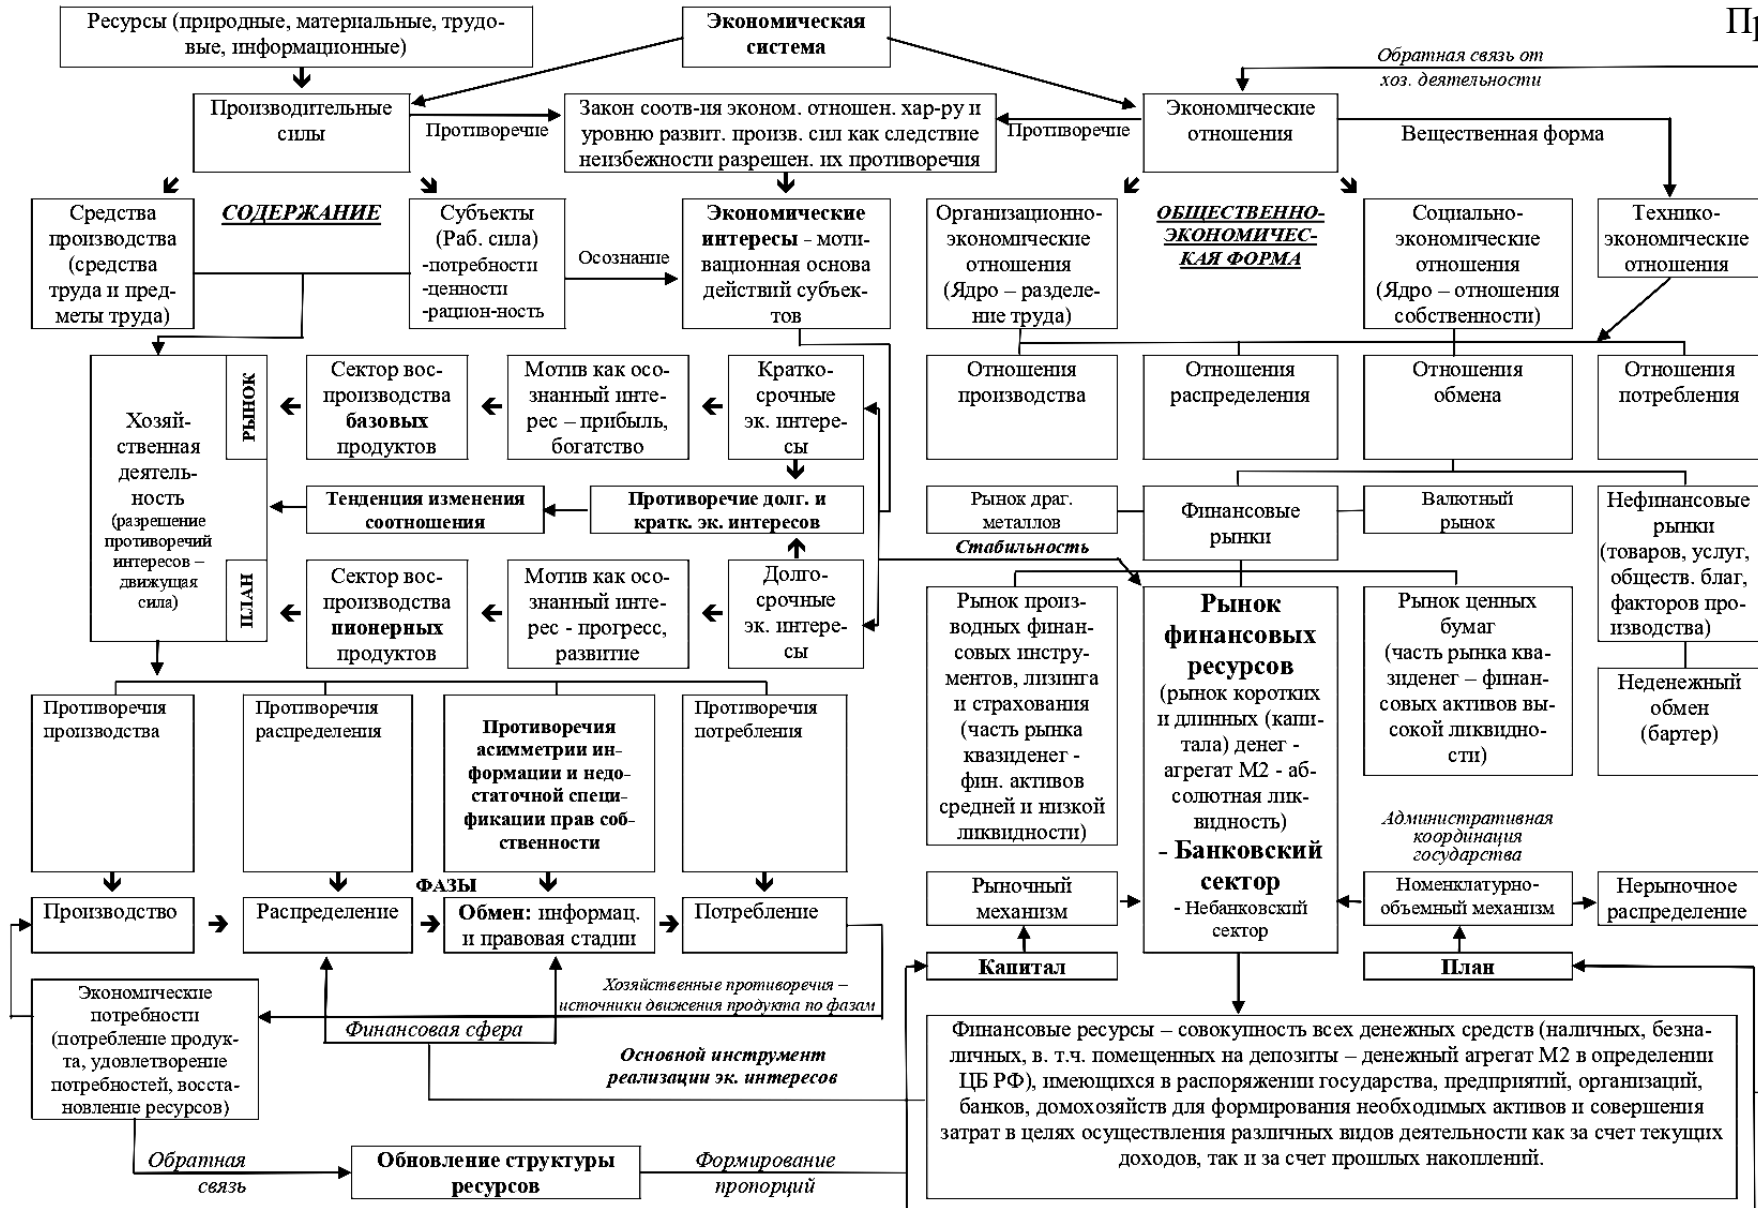 Ресурсы (природные, материальные, трудо-
вые, информационные)
Экономическая
система
Пр
Обратная связь от
хоз. деятельности
Производительные
силы
Противоречие
Закон соотв-ия эконом. отношен. хар-ру и
уровню развит. произв. сил как следствие
неизбежности разрешен. их противоречия
Противоречие
Экономические
отношения
Вещественная форма
Средства
производства
(средства
труда и пред-
меты труда)
СОДЕРЖАНИЕ
Субъекты
(Раб. сила)
-потребности
-ценности
-рацион-ность
Осознание
Экономические
интересы - моти-
вационная основа
действий субъек-
тов
Организационно-
экономические
отношения
(Ядро – разделе-
ние труда)
ОБЩЕСТВЕННО-
ЭКОНОМИЧЕС-
КАЯ ФОРМА
Социально-
экономические
отношения
(Ядро – отношения
собственности)
Технико-
экономические
отношения
Хозяй-
ственная
деятель-
ность
(разрешение
противоречий
интересов –
движущая
сила)
РЫНОК
Сектор вос-
производства
базовых
продуктов
Мотив как осо-
знанный инте-
рес – прибыль,
богатство
Кратко-
срочные
эк. интере-
сы
Отношения
производства
Отношения
распределения
Отношения
обмена
Отношения
потребления
Тенденция изменения
соотношения
Противоречие долг. и
кратк. эк. интересов
Рынок драг.
металлов
Финансовые
рынки
Валютный
рынок
Нефинансовые
рынки
(товаров, услуг,
обществ. благ,
факторов про-
изводства)
Стабильность
ПЛАН
Сектор вос-
производства
пионерных
продуктов
Мотив как осо-
знанный инте-
рес - прогресс,
развитие
Долго-
срочные
эк. интере-
сы
Рынок произ-
водных финан-
совых инстру-
ментов, лизинга
и страхования
(часть рынка
квазиденег -
фин. активов
средней и низкой
ликвидности)
Рынок
финансовых
ресурсов
(рынок коротких
и длинных (капи-
тала) денег -
агрегат М2 - аб-
солютная лик-
видность)
- Банковский
сектор
- Небанковский
сектор
Рынок ценных
бумаг
(часть рынка ква-
зиденег – финан-
совых активов вы-
сокой ликвидно-
сти)
Неденежный
обмен
(бартер)
Противоречия
производства
Противоречия
распределения
Противоречия
асимметрии ин-
формации и недо-
статочной специ-
фикации прав соб-
ственности
Противоречия
потребления
Административная
координация
государства
ФАЗЫ
Производство
Распределение
Обмен: информац.
и правовая стадии
Потребление
Рыночный
механизм
Номенклатурно-
объемный механизм
Нерыночное
распределение
Капитал
План
Экономические
потребности
(потребление продук-
та, удовлетворение
потребностей, восста-
новление ресурсов)
Хозяйственные противоречия –
источники движения продукта по фазам
Финансовая сфера
Основной инструмент
реализации эк. интересов
Финансовые ресурсы – совокупность всех денежных средств (наличных, безна-
личных, в. т.ч. помещенных на депозиты – денежный агрегат М2 в определении
ЦБ РФ), имеющихся в распоряжении государства, предприятий, организаций,
банков, домохозяйств для формирования необходимых активов и совершения
затрат в целях осуществления различных видов деятельности как за счет текущих
доходов, так и за счет прошлых накоплений.
Обратная
связь
Обновление структуры
ресурсов
Формирование
пропорций